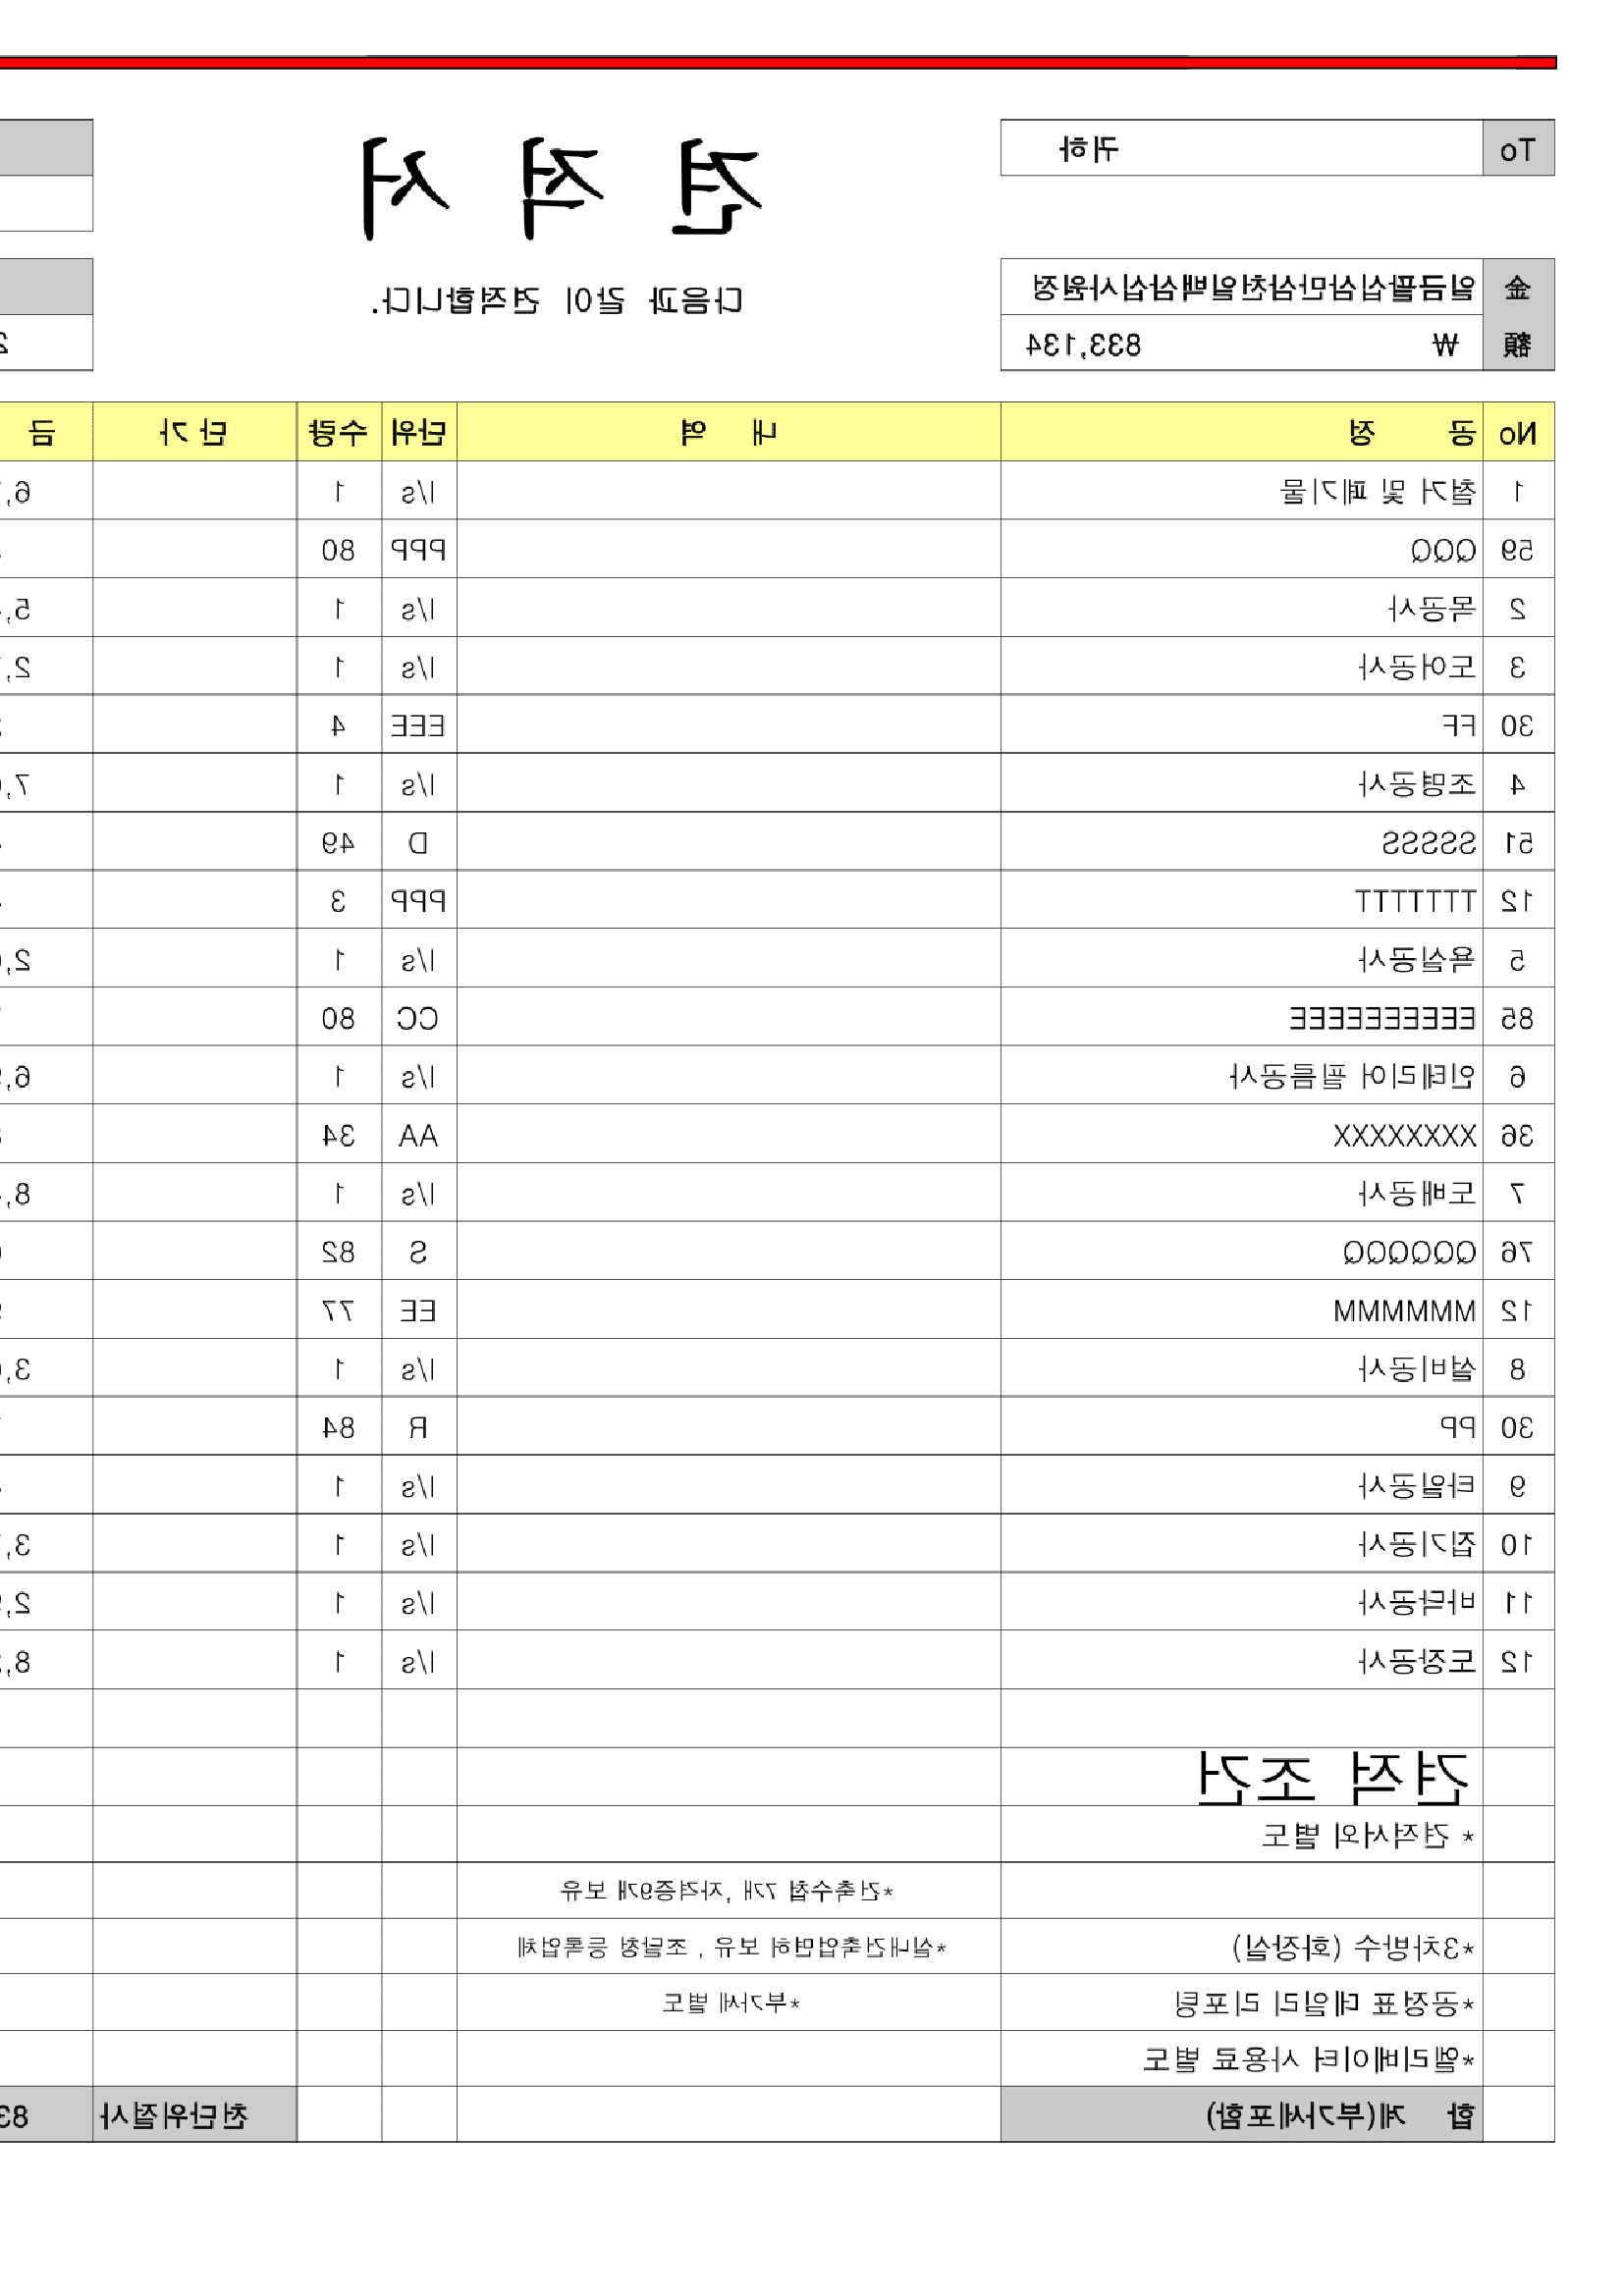 To 귀하
견 적 서
金 일금팔십삼만삼천일백삼십사원정
다음과 같이 견적합니다.
額 ₩ 833,134 2
No 공 정 내 역 단위 수량 단 가 금
1 철거 및 폐기물 l/s 1 6,
59 QQQ PPP 80
2 목공사 l/s 1 5,
3 도어공사 l/s 1 2,
30 FF EEE 4
4 조명공사 l/s 1 7,
51 SSSSS D 49
12 TTTTTTT PPP 3
5 욕실공사 l/s 1 2,
85 EEEEEEEEEE CC 80
6 인테리어 필름공사 l/s 1 6,
36 XXXXXXXX AA 34
7 도배공사 l/s 1 8,
76 QQQQQQ S 82
12 MMMMMM EE 77
8 설비공사 l/s 1 3,
30 PP R 84
9 타일공사 l/s 1
10 집기공사 l/s 1 3,
11 바닥공사 l/s 1 2,
12 도장공사 l/s 1 8,
견적 조건
* 견적서외 별도
*건축수첩 7개 ,자격증9개 보유
*3차방수 (화장실) *실내건축업면허 보유 , 조달청 등록업체
*공정표 데일리 리포팅 *부가세 별도
*엘리베이터 사용료 별도
합 계(부가세포함) 천단위절사 83